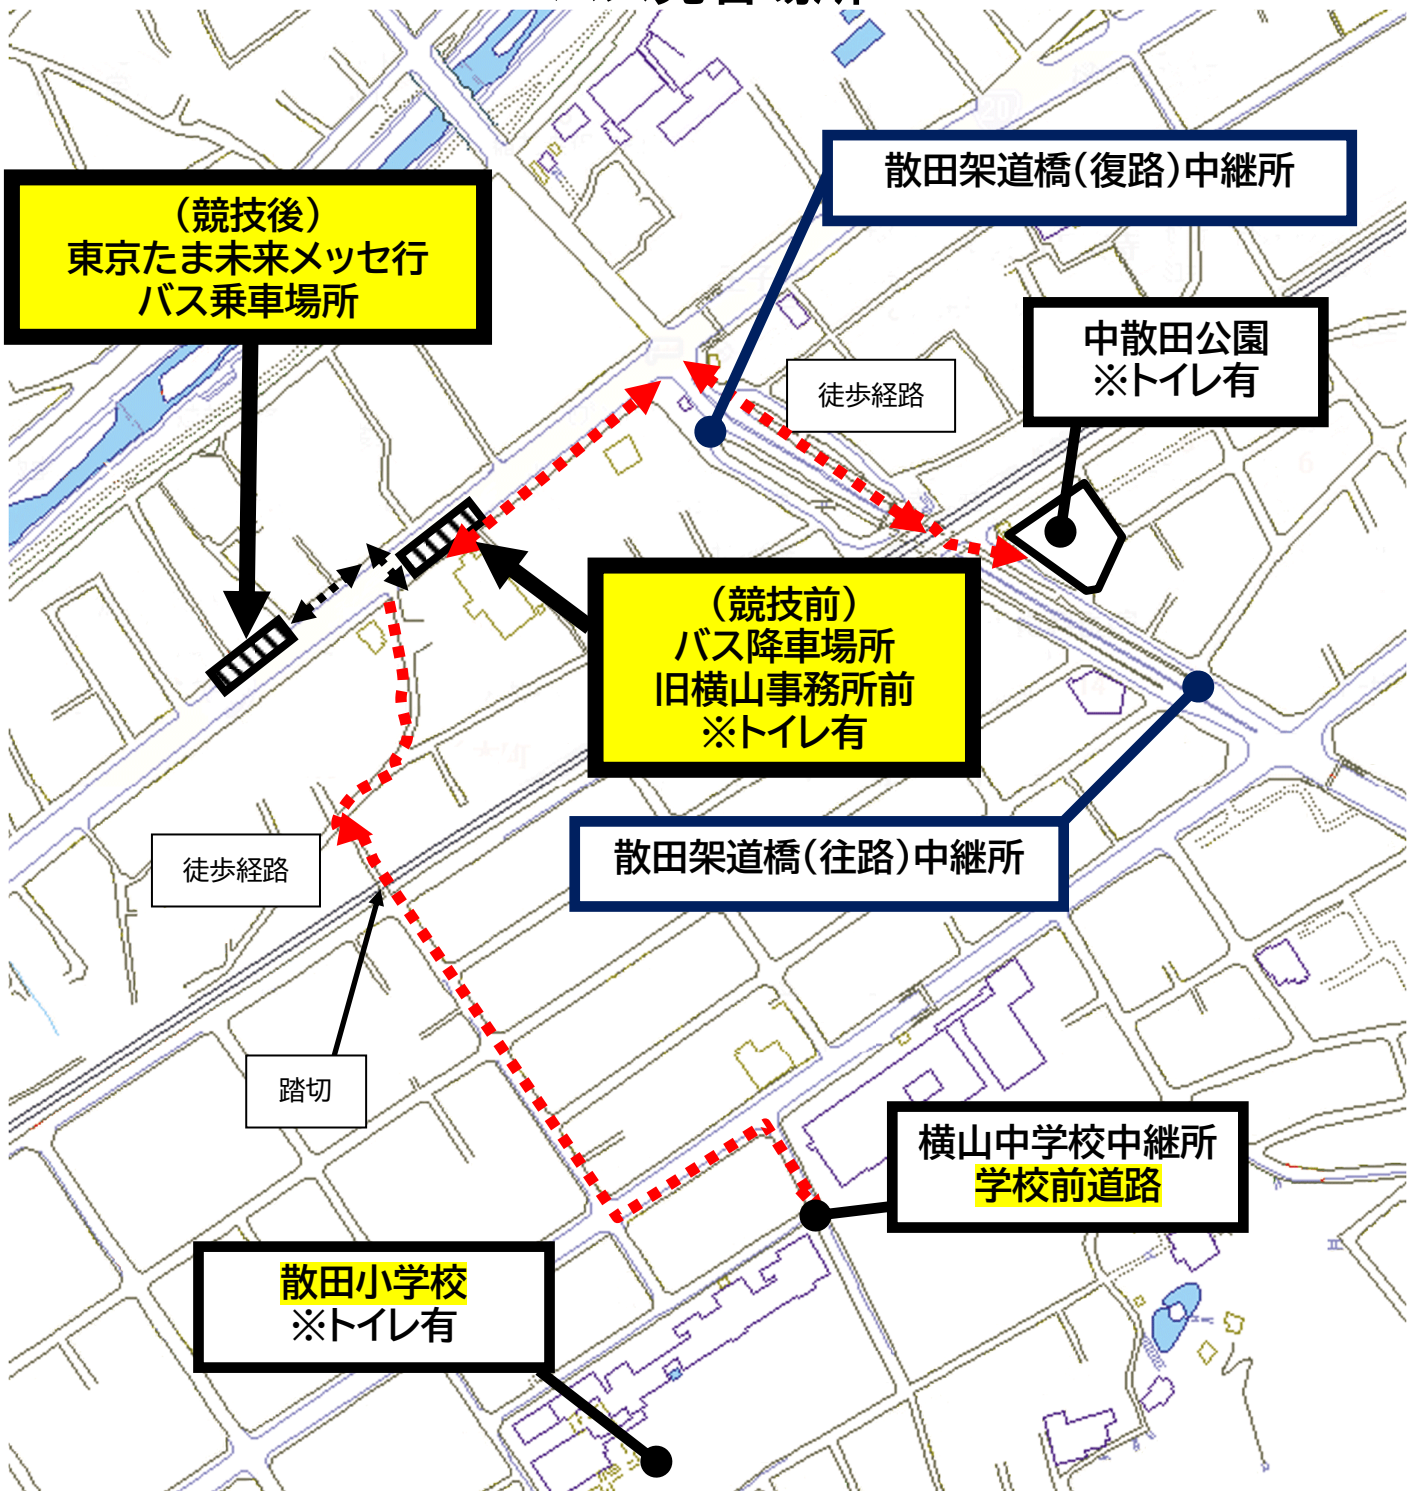 散田架道橋（復路）中継所
（競技後）
東京たま未来メッセ行
バス乗車場所
中散田公園
※トイレ有
徒歩経路
（競技前）
バス降車場所
旧横山事務所前
※トイレ有
散田架道橋（往路）中継所
徒歩経路
踏切
横山中学校中継所
学校前道路
散田小学校
※トイレ有